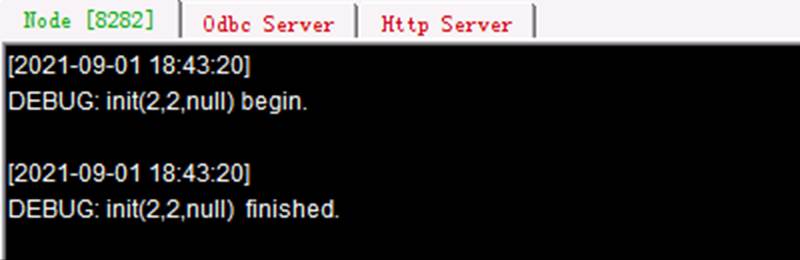 Node [8282] Odbc Server Http Server
[2021-09-01 18:43:20]
DEBUG: init(2,2,null) begin.
[2021-09-01 18:43:20]
DEBUG: init(2,2,null) finished.